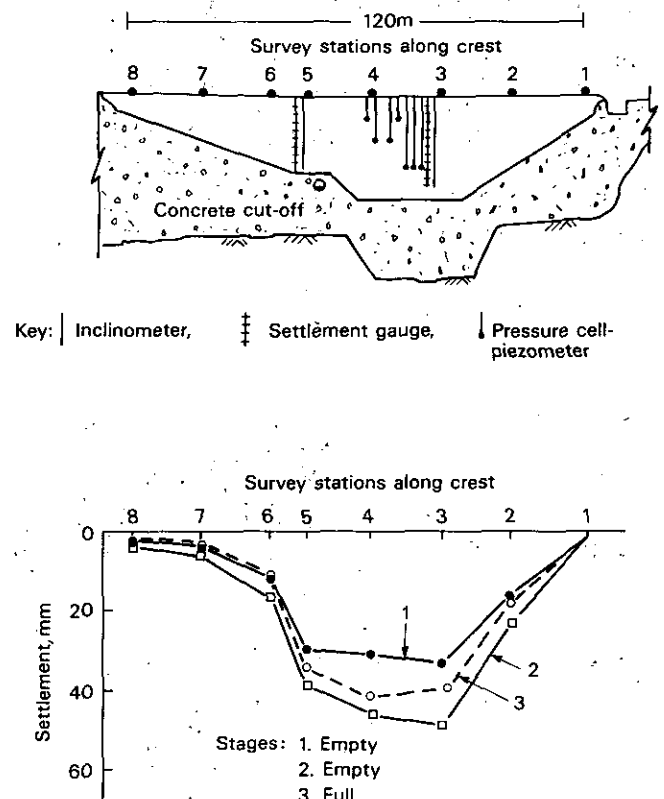 120m
Survey stations along crest
8 7 6 5 4 3 2 1
Concrete cut-off
Key: Inclinometer, Settlement gauge, Pressure cell-
piezometer
Survey stations along crest
8 7 6 5 4 3 2 1
0
20
40
60
Settlement, mm
1
2
3
Stages: 1. Empty
2. Empty
3. Full